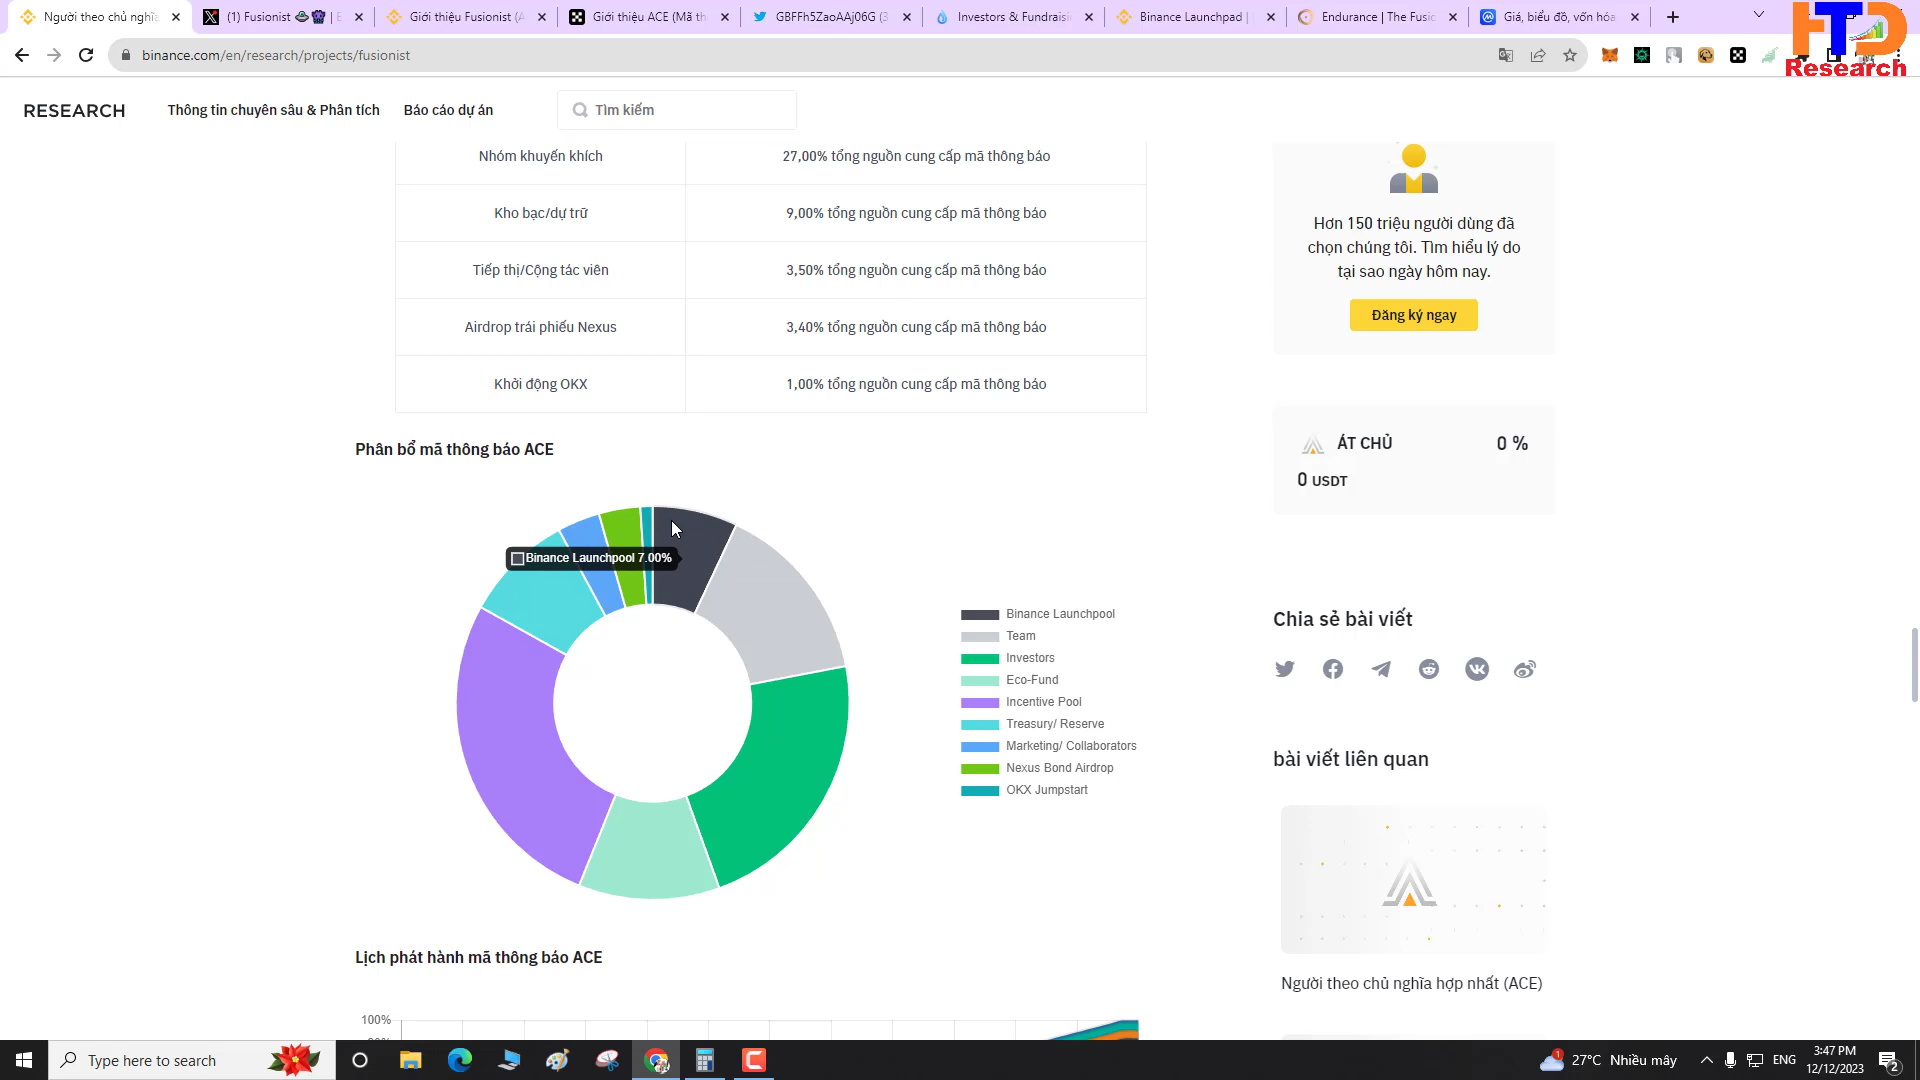 Người theo chủ nghĩa
(1) Fusionist
Giới thiệu Fusionist (A
Giới thiệu ACE (Mã th
GBFFh5ZaoAAj06G (3
Investors & Fundraisi
Binance Launchpad |
Endurance | The Fusio
Giá, biểu đồ, vốn hóa
binance.com/en/research/projects/fusionist
HTD
Research
RESEARCH
Thông tin chuyên sâu & Phân tích
Báo cáo dự án
Tìm kiếm
Nhóm khuyến khích
27,00% tổng nguồn cung cấp mã thông báo
Kho bạc/dự trữ
9,00% tổng nguồn cung cấp mã thông báo
Tiếp thị/Cộng tác viên
3,50% tổng nguồn cung cấp mã thông báo
Airdrop trái phiếu Nexus
3,40% tổng nguồn cung cấp mã thông báo
Khởi động OKX
1,00% tổng nguồn cung cấp mã thông báo
Hơn 150 triệu người dùng đã
chọn chúng tôi. Tìm hiểu lý do
tại sao ngày hôm nay.
Đăng ký ngay
ÁT CHỦ
0 %
0 USDT
Phân bổ mã thông báo ACE
Binance Launchpool 7.00%
Binance Launchpool
Team
Investors
Eco-Fund
Incentive Pool
Treasury/ Reserve
Marketing/ Collaborators
Nexus Bond Airdrop
OKX Jumpstart
Chia sẻ bài viết
bài viết liên quan
Người theo chủ nghĩa hợp nhất (ACE)
Lịch phát hành mã thông báo ACE
100%
Type here to search
27°C Nhiều mây
ENG
3:47 PM
12/12/2023
2